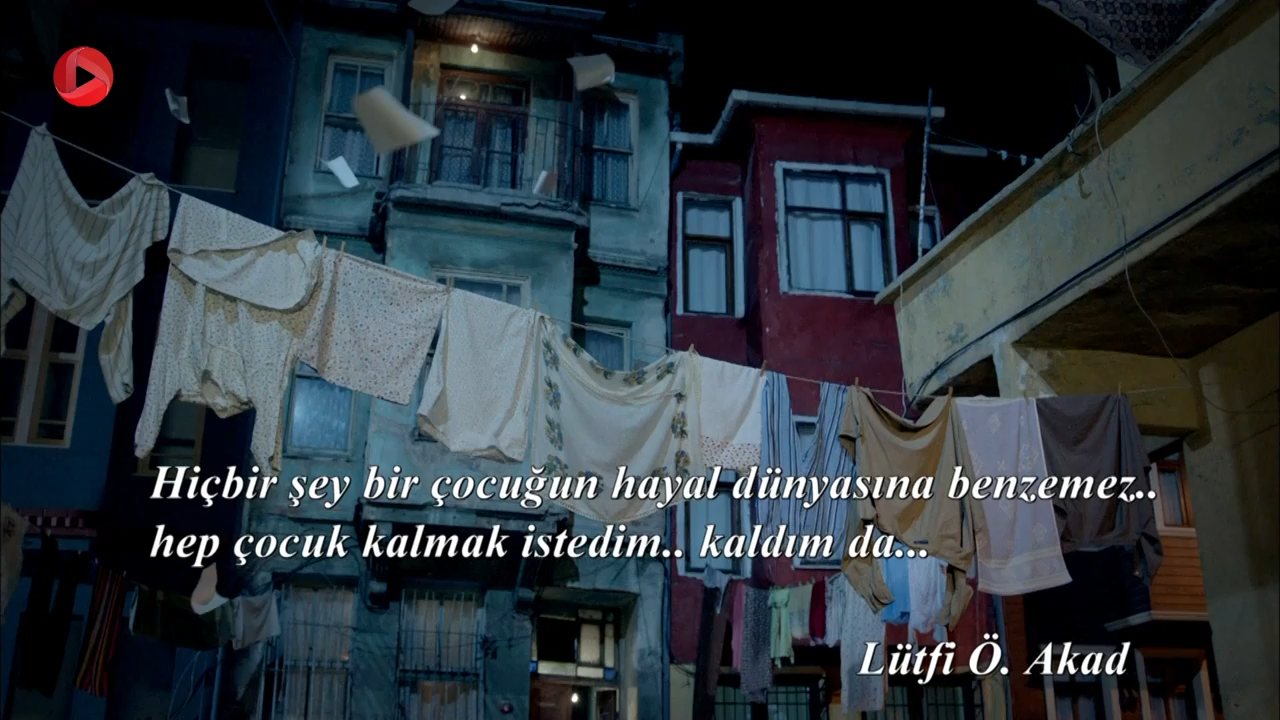 Hiçbir şey bir çocuğun hayal dünyasına benzemez..
hep çocuk kalmak istedim.. kaldım da...
Lütfi Ö. Akad